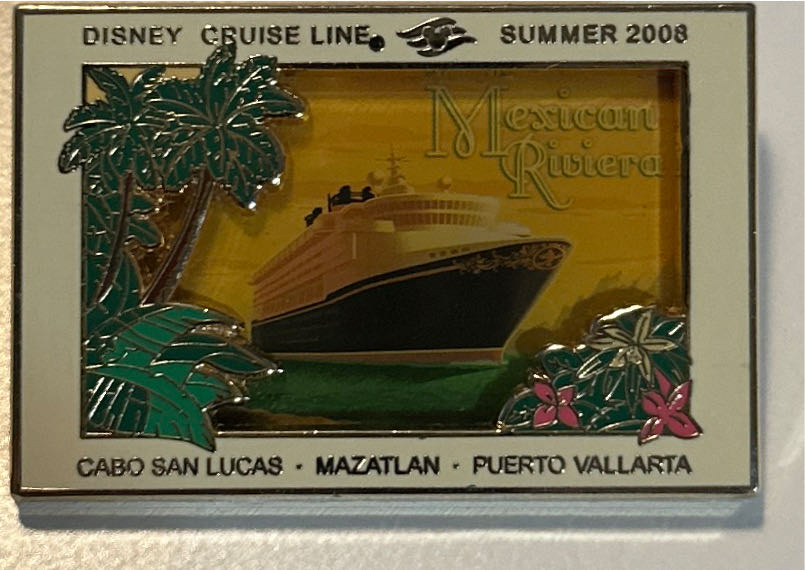 DISNEY CRUISE LINE. SUMMER 2008
Mexican
Riviera
CABO SAN LUCAS · MAZATLAN · PUERTO VALLARTA